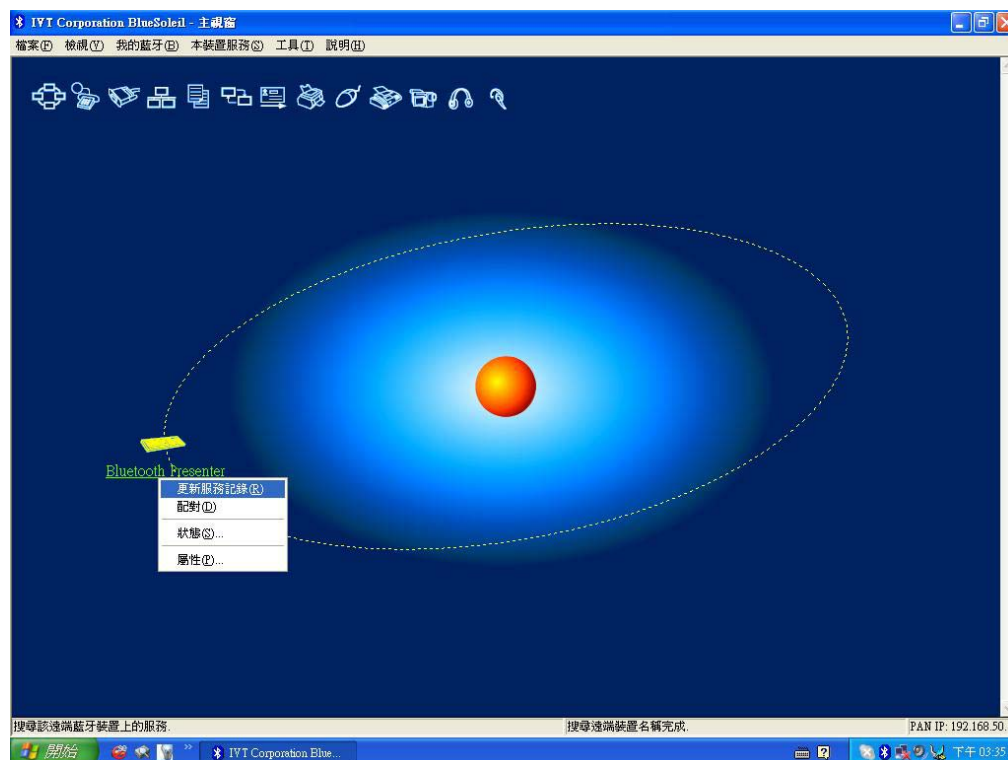 IVT Corporation BlueSoleil - 主視窗
檔案(F) 檢視(V) 我的藍牙(B) 本裝置服務(S) 工具(T) 說明(H)
Bluetooth Presenter
更新服務記錄(R)
配對(D)
狀態(S)...
屬性(P)...
搜尋該遠端藍牙裝置上的服務. 搜尋遠端裝置名稱完成. PAN IP: 192.168.50.
開始 IVT Corporation Blue... 下午 03:35